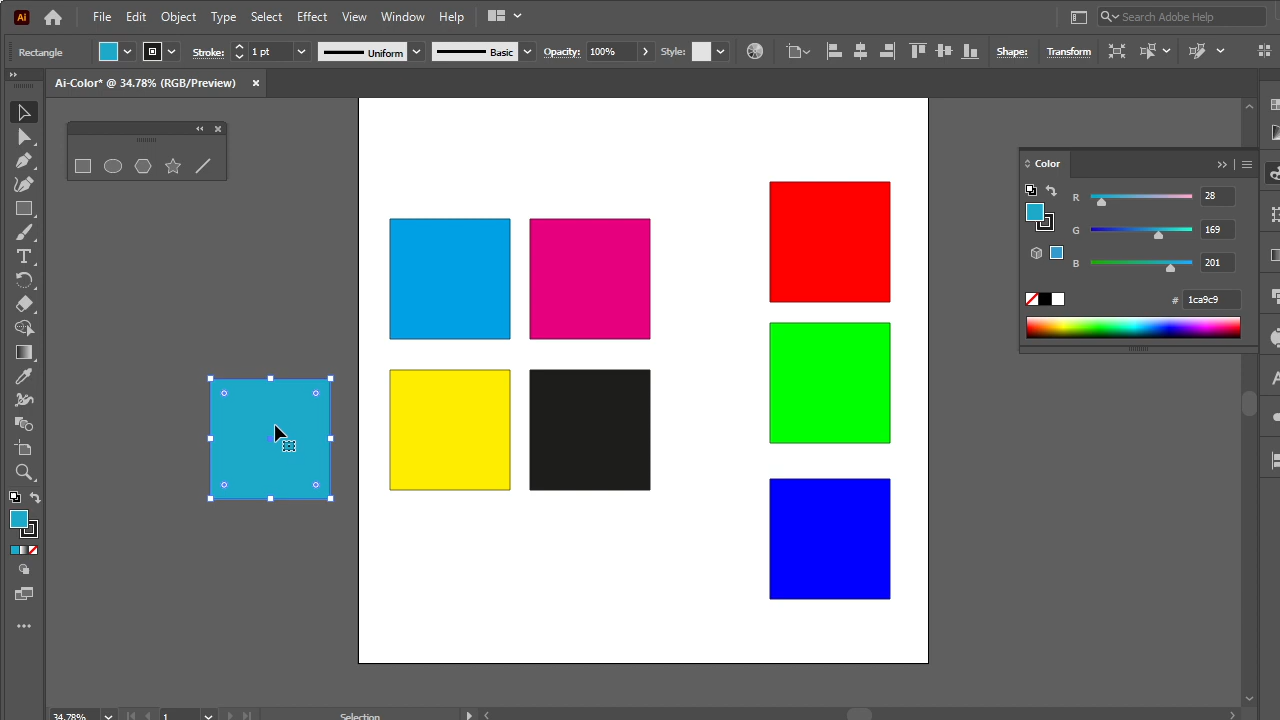 Ai File Edit Object Type Select Effect View Window Help Search Adobe Help
Rectangle Stroke: 1 pt Uniform Basic Opacity: 100% Style: Shape: Transform
Ai-Color* @ 34.78% (RGB/Preview)
Color
R 28
G 169
B 201
# 1ca9c9
T
34.78% 1 Selection